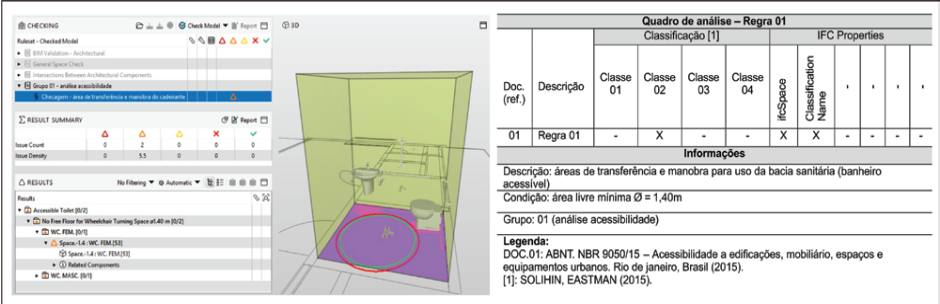 CHECKING
Check Model
Report
Ruleset - Checked Model
BIM Validation - Architectural
General Space Check
Intersections Between Architectural Components
Grupo 01 - análise acessibilidade
Checagem - área de transferência e manobra do cadeirante
RESULT SUMMARY
Report
Issue Count 0 2 0 0 0
Issue Density 0 5.5 0 0 0
RESULTS
No Filtering Automatic
Results
Accessible Toilet [0/2]
No Free Floor for Wheelchair Turning Space ø1.40 m [0/2]
WC. FEM. [0/1]
Space.-1.4 : WC. FEM.[53]
Space.-1.4 : WC. FEM.[53]
Related Components
WC. MASC. [0/1]
3D
Quadro de análise – Regra 01
Classificação [1] IFC Properties
Doc. (ref.)
Descrição
Classe 01
Classe 02
Classe 03
Classe 04
ifcSpace
Classification Name
- - - -
01 Regra 01 - X - - X X - - - -
Informações
Descrição: áreas de transferência e manobra para uso da bacia sanitária (banheiro
acessível)
Condição: área livre mínima Ø = 1,40m
Grupo: 01 (análise acessibilidade)
Legenda:
DOC.01: ABNT. NBR 9050/15 – Acessibilidade a edificações, mobiliário, espaços e
equipamentos urbanos. Rio de janeiro, Brasil (2015).
[1]: SOLIHIN, EASTMAN (2015).